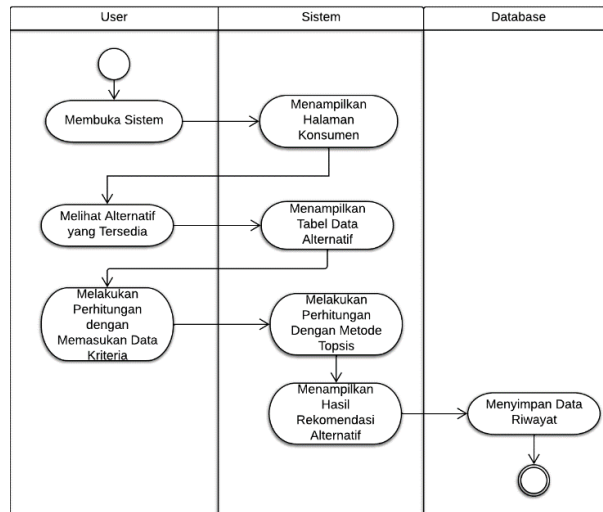 User
Sistem
Database
Membuka Sistem
Menampilkan
Halaman
Konsumen
Melihat Alternatif
yang Tersedia
Menampilkan
Tabel Data
Alternatif
Melakukan
Perhitungan
dengan
Memasukan Data
Kriteria
Melakukan
Perhitungan
Dengan Metode
Topsis
Menampilkan
Hasil
Rekomendasi
Alternatif
Menyimpan Data
Riwayat